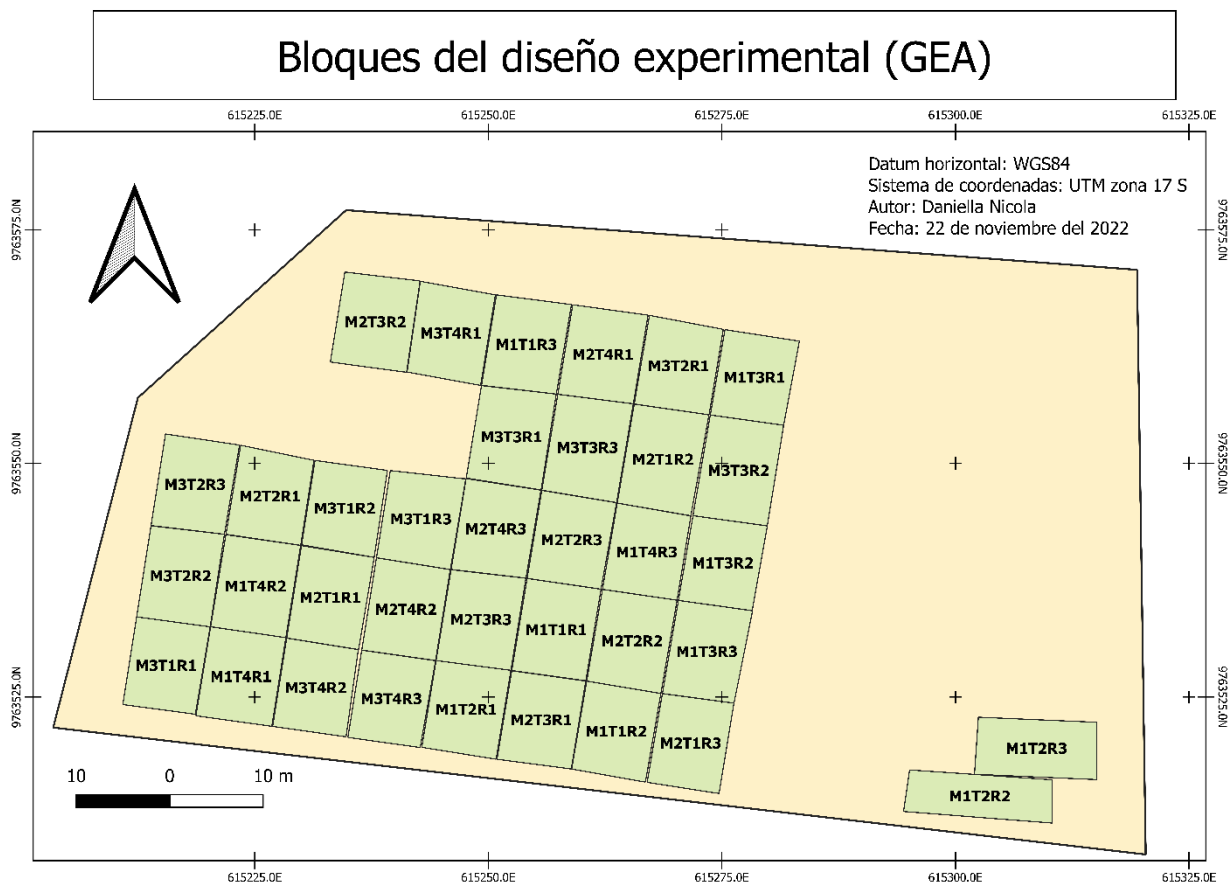 Bloques del diseño experimental (GEA)
615225.0E 615250.0E 615275.0E 615300.0E 615325.0E
Datum horizontal: WGS84
Sistema de coordenadas: UTM zona 17 S
Autor: Daniella Nicola
Fecha: 22 de noviembre del 2022
9763575.0N 9763575.0N
M2T3R2 M3T4R1 M1T1R3 M2T4R1 M3T2R1 M1T3R1
M3T3R1 M3T3R3 M2T1R2 M3T3R2
9763550.0N 9763550.0N
M3T2R3 M2T2R1 M3T1R2 M3T1R3 M2T4R3 M2T2R3 M1T4R3 M1T3R2
M3T2R2 M1T4R2 M2T1R1 M2T4R2 M2T3R3 M1T1R1 M2T2R2 M1T3R3
M3T1R1 M1T4R1 M3T4R2 M3T4R3 M1T2R1 M2T3R1 M1T1R2 M2T1R3
9763525.0N 9763525.0N
M1T2R3
M1T2R2
10 0 10 m
615225.0E 615250.0E 615275.0E 615300.0E 615325.0E